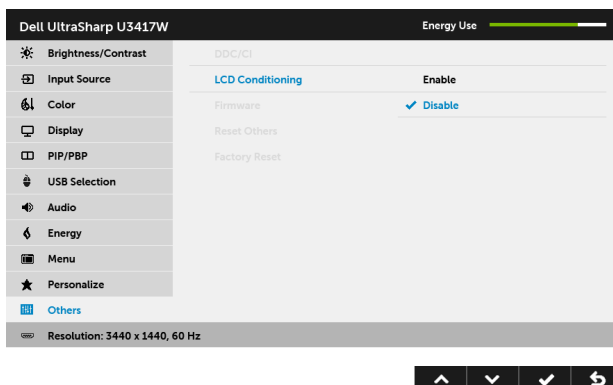 Dell UltraSharp U3417W
Energy Use
Brightness/Contrast
DDC/CI
Input Source
LCD Conditioning
Enable
Color
Firmware
Disable
Display
Reset Others
PIP/PBP
Factory Reset
USB Selection
Audio
Energy
Menu
Personalize
Others
Resolution: 3440 x 1440, 60 Hz